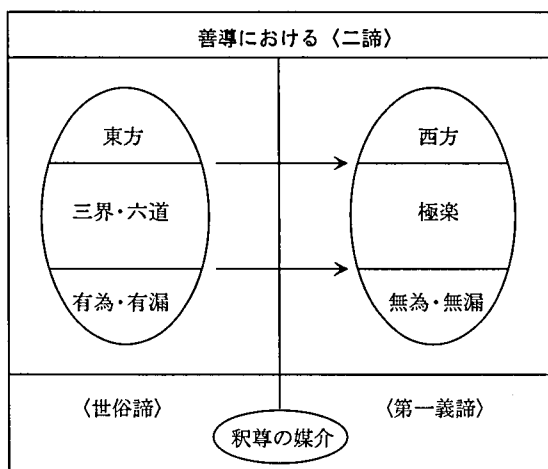 善導における〈二諦〉
東方
三界・六道
有為・有漏
西方
極楽
無為・無漏
〈世俗諦〉
〈第一義諦〉
釈尊の媒介